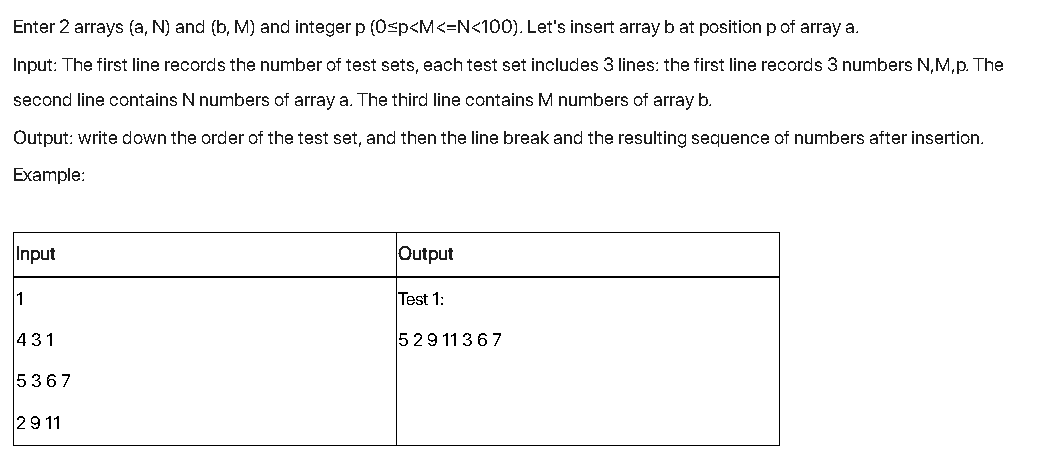 Enter 2 arrays (a, N) and (b, M) and integer p (0≤p<M<=N<100). Let's insert array b at position p of array a.
Input: The first line records the number of test sets, each test set includes 3 lines: the first line records 3 numbers N,M,p. The
second line contains N numbers of array a. The third line contains M numbers of array b.
Output: write down the order of the test set, and then the line break and the resulting sequence of numbers after insertion.
Example:
Input Output
1 Test 1:
4 3 1 5 2 9 11 3 6 7
5 3 6 7
2 9 11